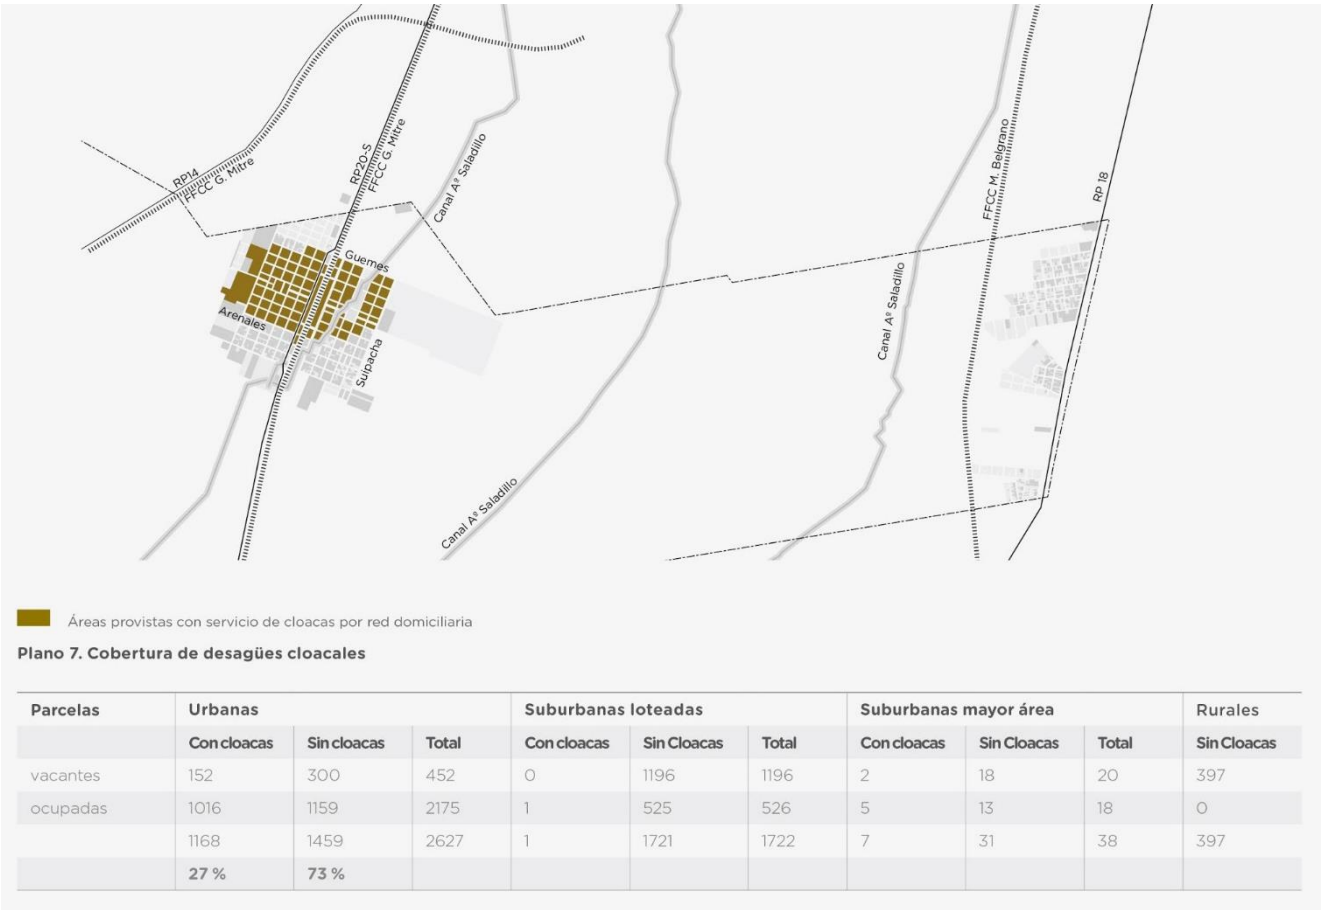 RP14
FFCC G. Mitre
RP20-S
FFCC G. Mitre
Canal Aº Saladillo
Guemes
Arenales
Suipacha
Canal Aº Saladillo
Canal Aº Saladillo
FFCC M. Belgrano
RP 18
Áreas provistas con servicio de cloacas por red domiciliaria
Plano 7. Cobertura de desagües cloacales
Parcelas Urbanas Suburbanas loteadas Suburbanas mayor área Rurales
Con cloacas Sin cloacas Total Con cloacas Sin Cloacas Total Con cloacas Sin Cloacas Total Sin Cloacas
vacantes 152 300 452 0 1196 1196 2 18 20 397
ocupadas 1016 1159 2175 1 525 526 5 13 18 0
1168 1459 2627 1 1721 1722 7 31 38 397
27 % 73 %